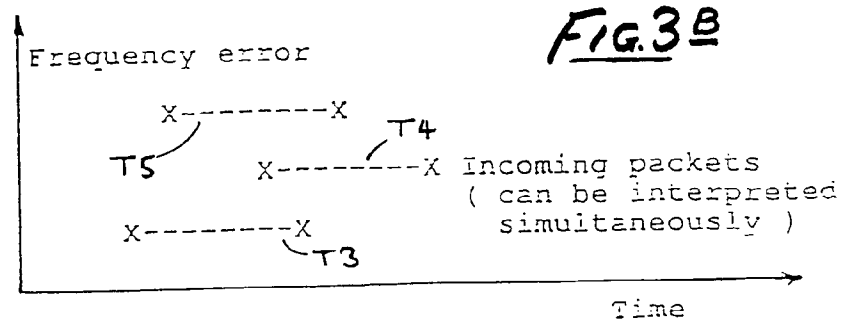 FIG.3B
Frequency error
X--------X
T5
T4
X--------X Incoming packets
( can be interpreted
simultaneously )
X--------X
T3
Time